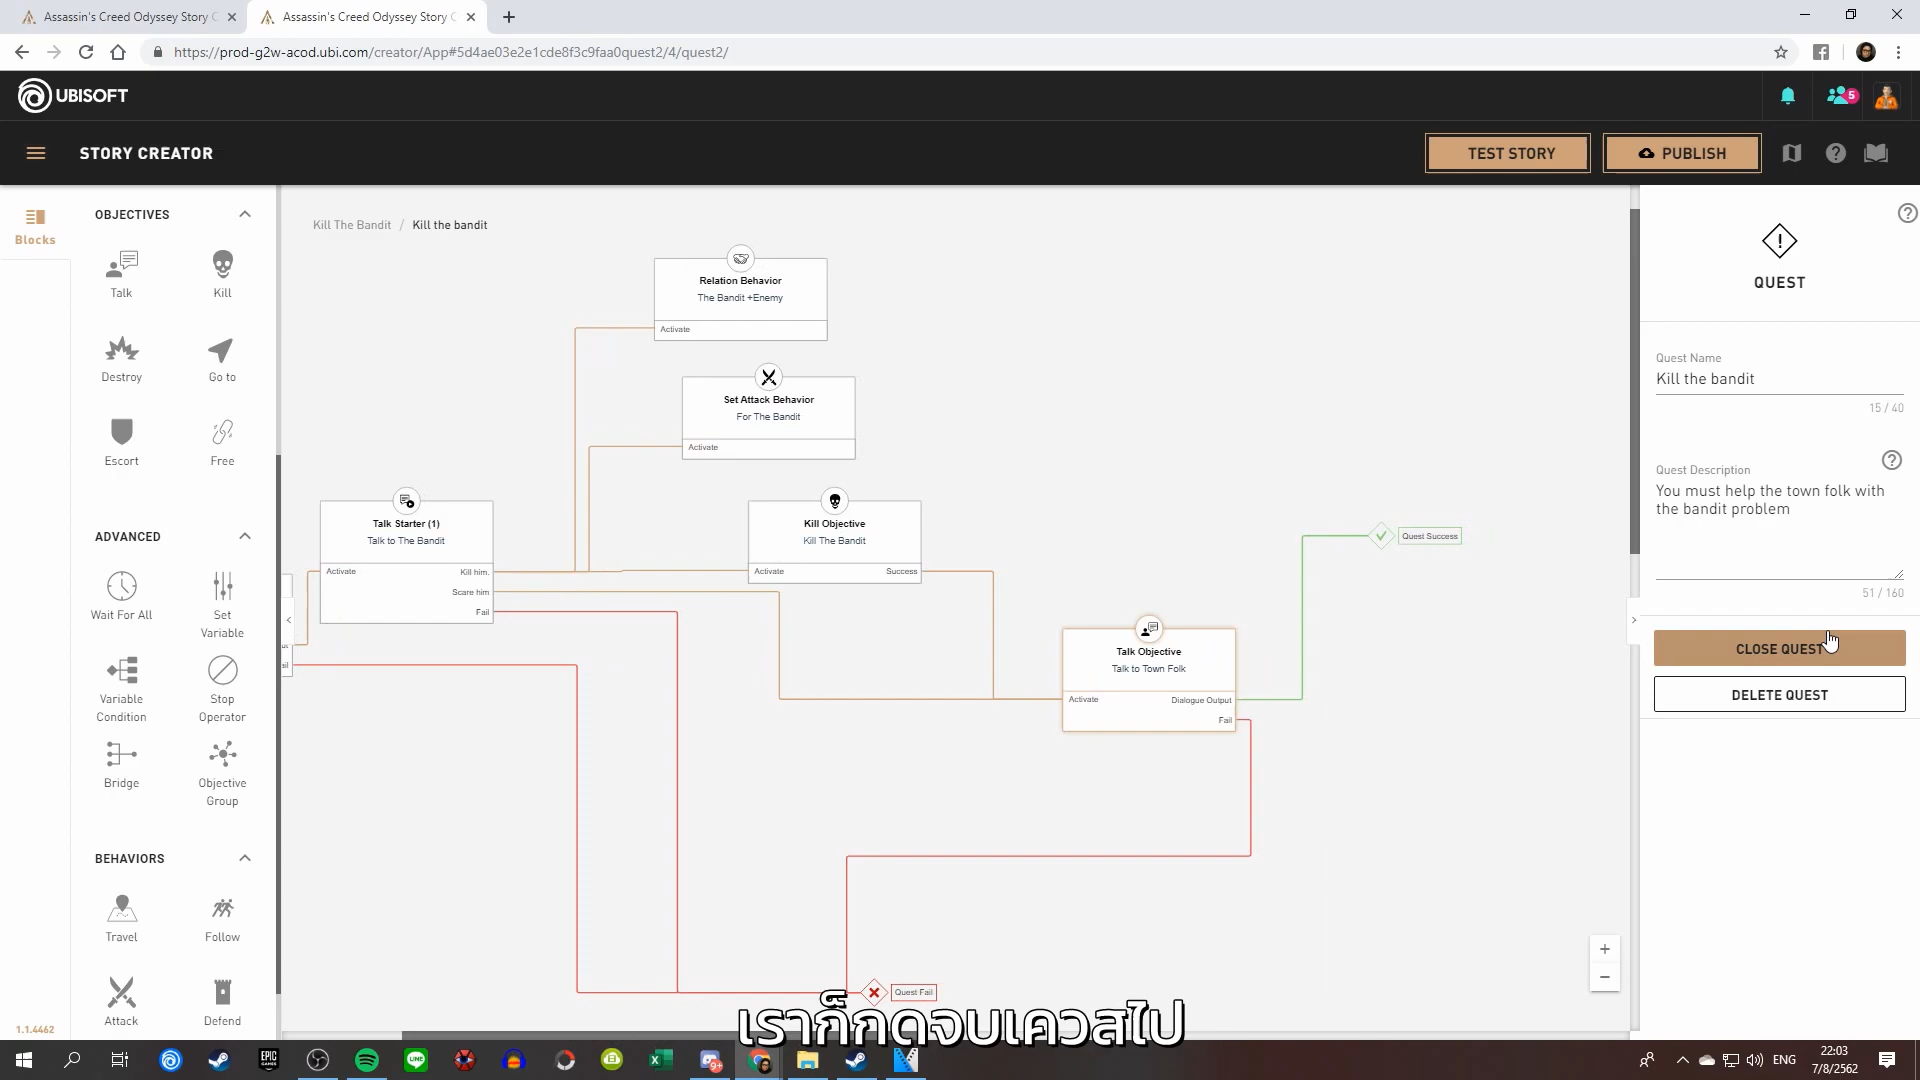 Assassin's Creed Odyssey Story C
Assassin's Creed Odyssey Story C
https://prod-g2w-acod.ubi.com/creator/App#5d4ae03e2e1cde8f3c9faa0quest2/4/quest2/
UBISOFT
5
STORY CREATOR
TEST STORY
PUBLISH
Blocks
OBJECTIVES
Talk
Kill
Destroy
Go to
Escort
Free
ADVANCED
Wait For All
Set
Variable
Variable
Condition
Stop
Operator
Bridge
Objective
Group
BEHAVIORS
Travel
Follow
Attack
Defend
1.1.4462
Kill The Bandit / Kill the bandit
Relation Behavior
The Bandit +Enemy
Activate
Set Attack Behavior
For The Bandit
Activate
Talk Starter (1)
Talk to The Bandit
Activate
Kill him.
Scare him
Fail
Kill Objective
Kill The Bandit
Activate
Success
Talk Objective
Talk to Town Folk
Activate
Dialogue Output
Fail
Quest Success
Quest Fail
QUEST
Quest Name
Kill the bandit
15 / 40
Quest Description
You must help the town folk with
the bandit problem
51 / 160
CLOSE QUEST
DELETE QUEST
เราก็กดจบเควสไป
EPIC
GAMES
LINE
9+
ENG
22:03
7/8/2562